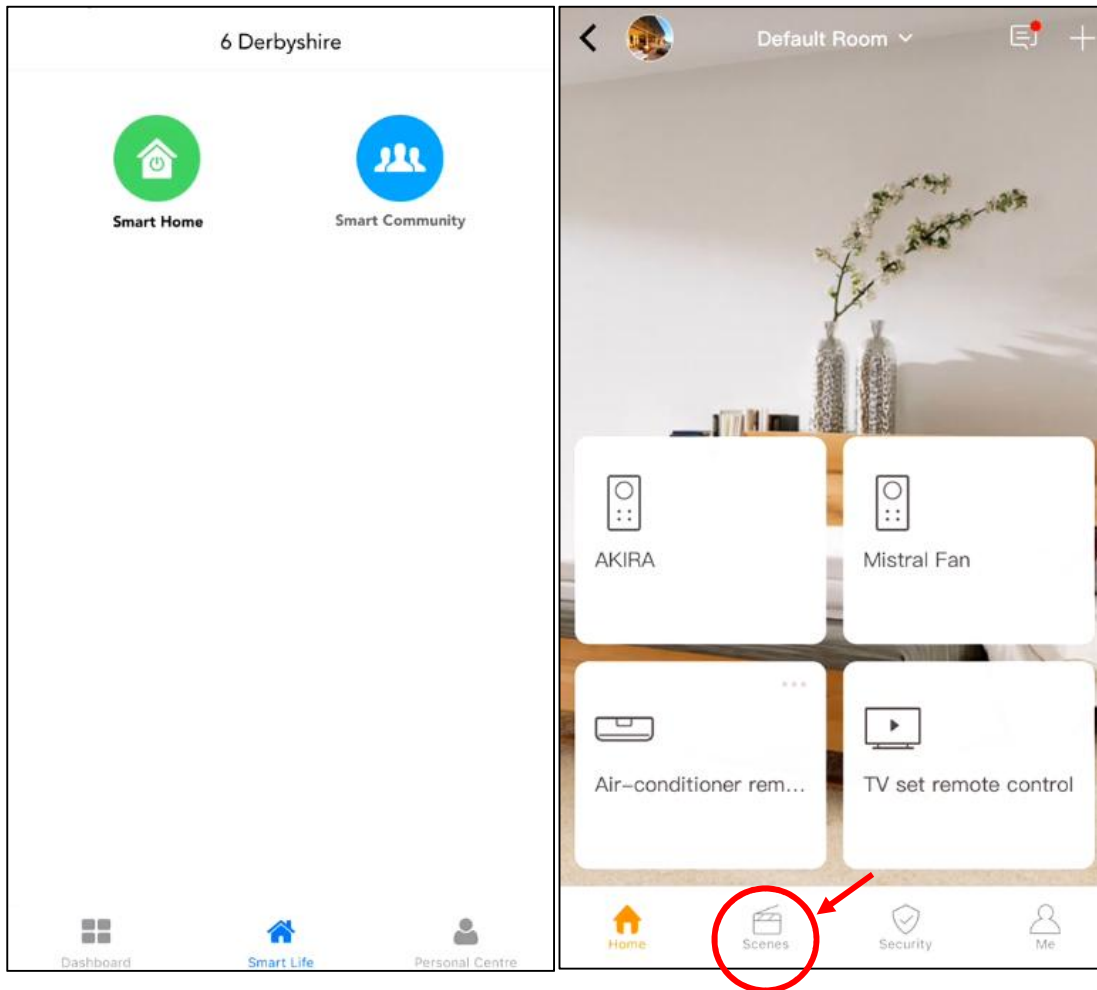 6 Derbyshire
Smart Home
Smart Community
Dashboard
Smart Life
Personal Centre
Default Room
AKIRA
Mistral Fan
Air-conditioner rem...
TV set remote control
Home
Scenes
Security
Me